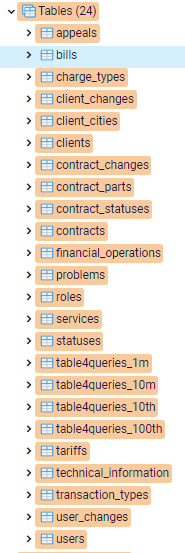 Tables (24)
appeals
bills
charge_types
client_changes
client_cities
clients
contract_changes
contract_parts
contract_statuses
contracts
financial_operations
problems
roles
services
statuses
table4queries_1m
table4queries_10m
table4queries_10th
table4queries_100th
tariffs
technical_information
transaction_types
user_changes
users